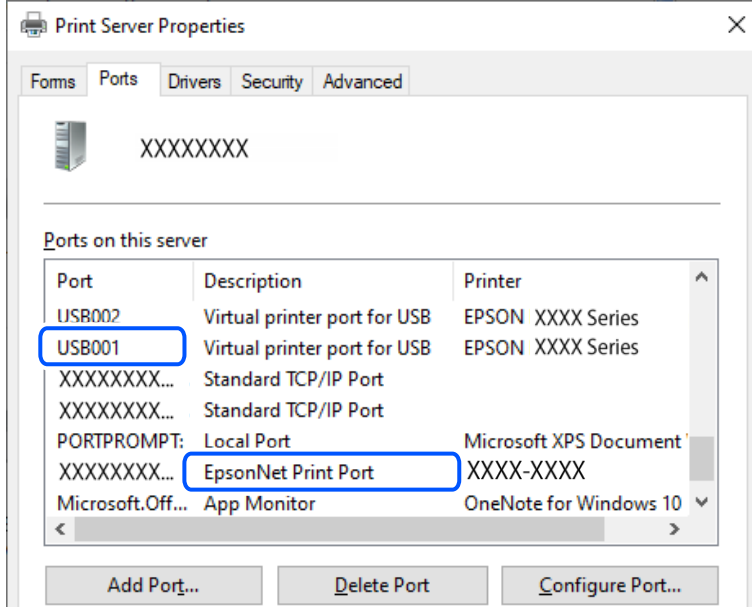 Print Server Properties
Forms Ports Drivers Security Advanced
XXXXXXXX
Ports on this server
Port Description Printer
USB002 Virtual printer port for USB EPSON XXXX Series
USB001 Virtual printer port for USB EPSON XXXX Series
XXXXXXXX... Standard TCP/IP Port
XXXXXXXX... Standard TCP/IP Port
PORTPROMPT: Local Port Microsoft XPS Document
XXXXXXXX... EpsonNet Print Port XXXX-XXXX
Microsoft.Off... App Monitor OneNote for Windows 10
Add Port... Delete Port Configure Port...